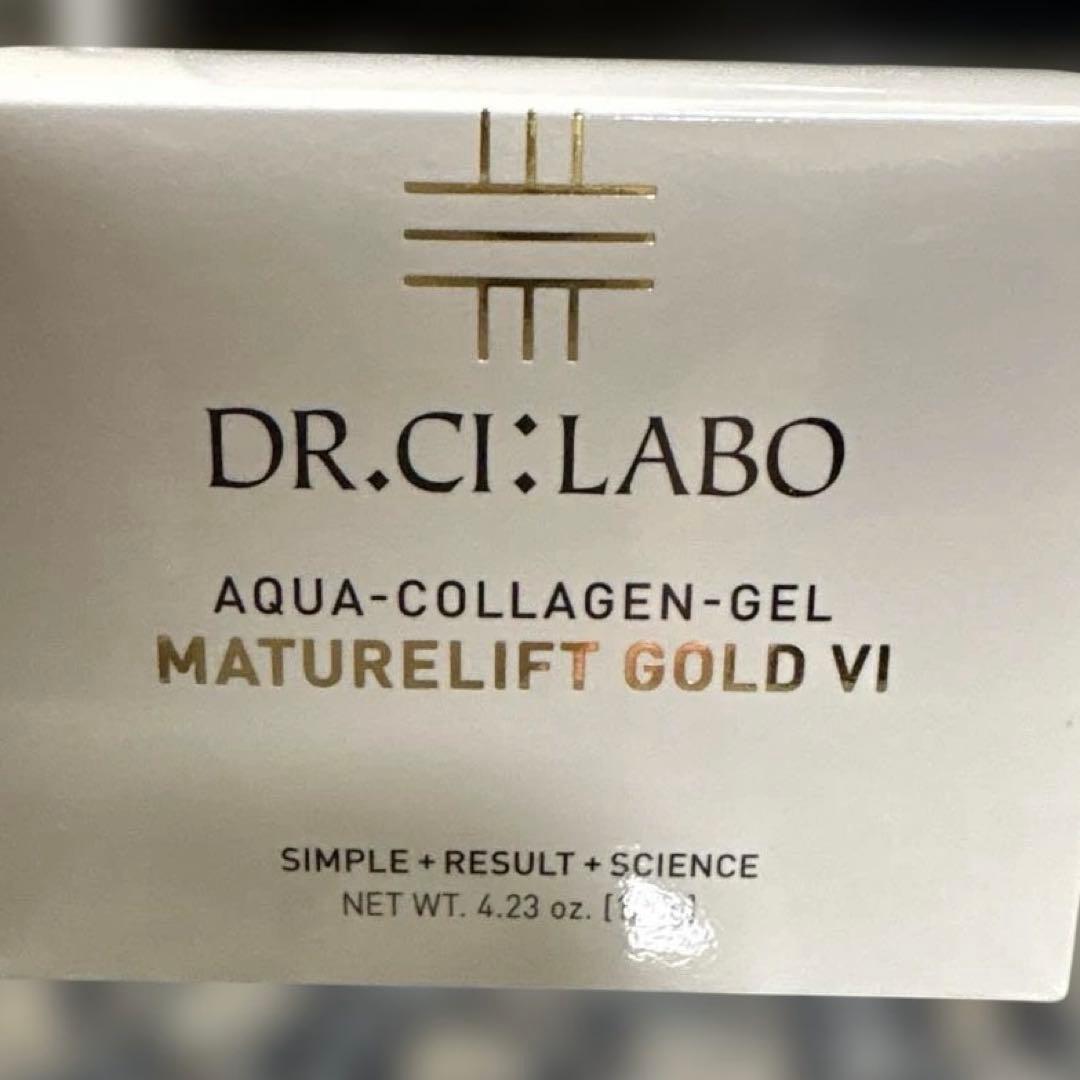 DR.CI:LABO
AQUA-COLLAGEN-GEL
MATURELIFT GOLD VI
SIMPLE + RESULT + SCIENCE
NET WT. 4.23 oz.